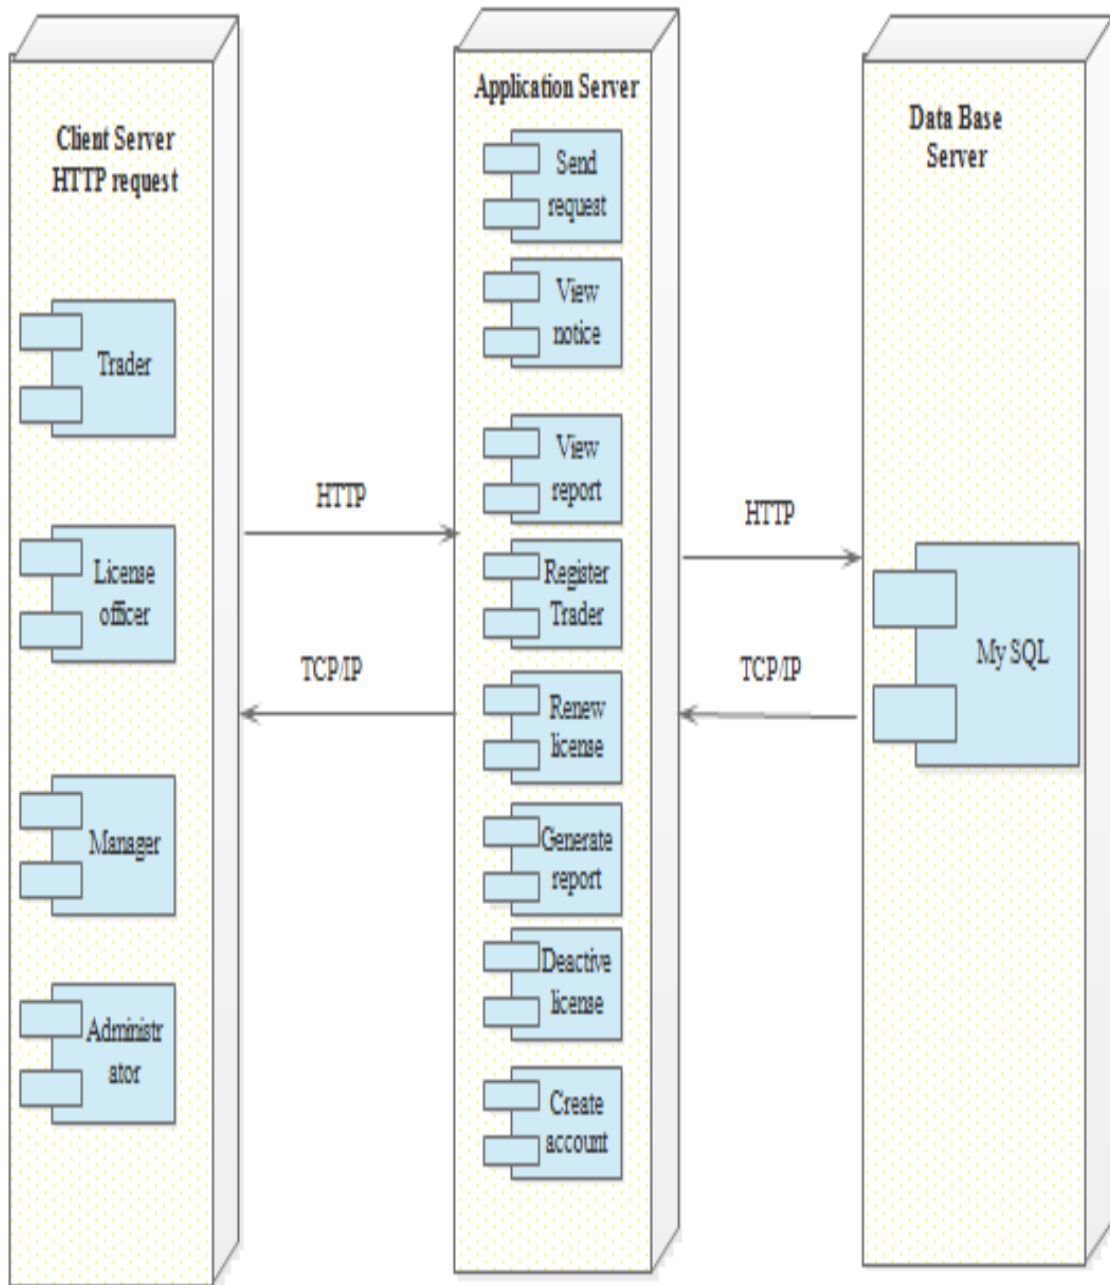 Client Server
HTTP request
Trader
License
officer
Manager
Administr
ator
HTTP
TCP/IP
Application Server
Send
request
View
notice
View
report
Register
Trader
Renew
license
Generate
report
Deactive
license
Create
account
HTTP
TCP/IP
Data Base
Server
My SQL